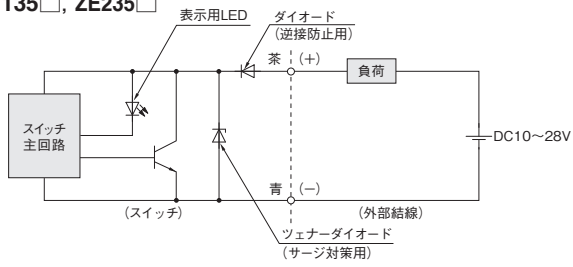 T35□, ZE235□
表示用LED
ダイオード
(逆接防止用)
茶 (+)
負荷
スイッチ
主回路
DC10～28V
青 (−)
(スイッチ)
(外部結線)
ツェナーダイオード
(サージ対策用)